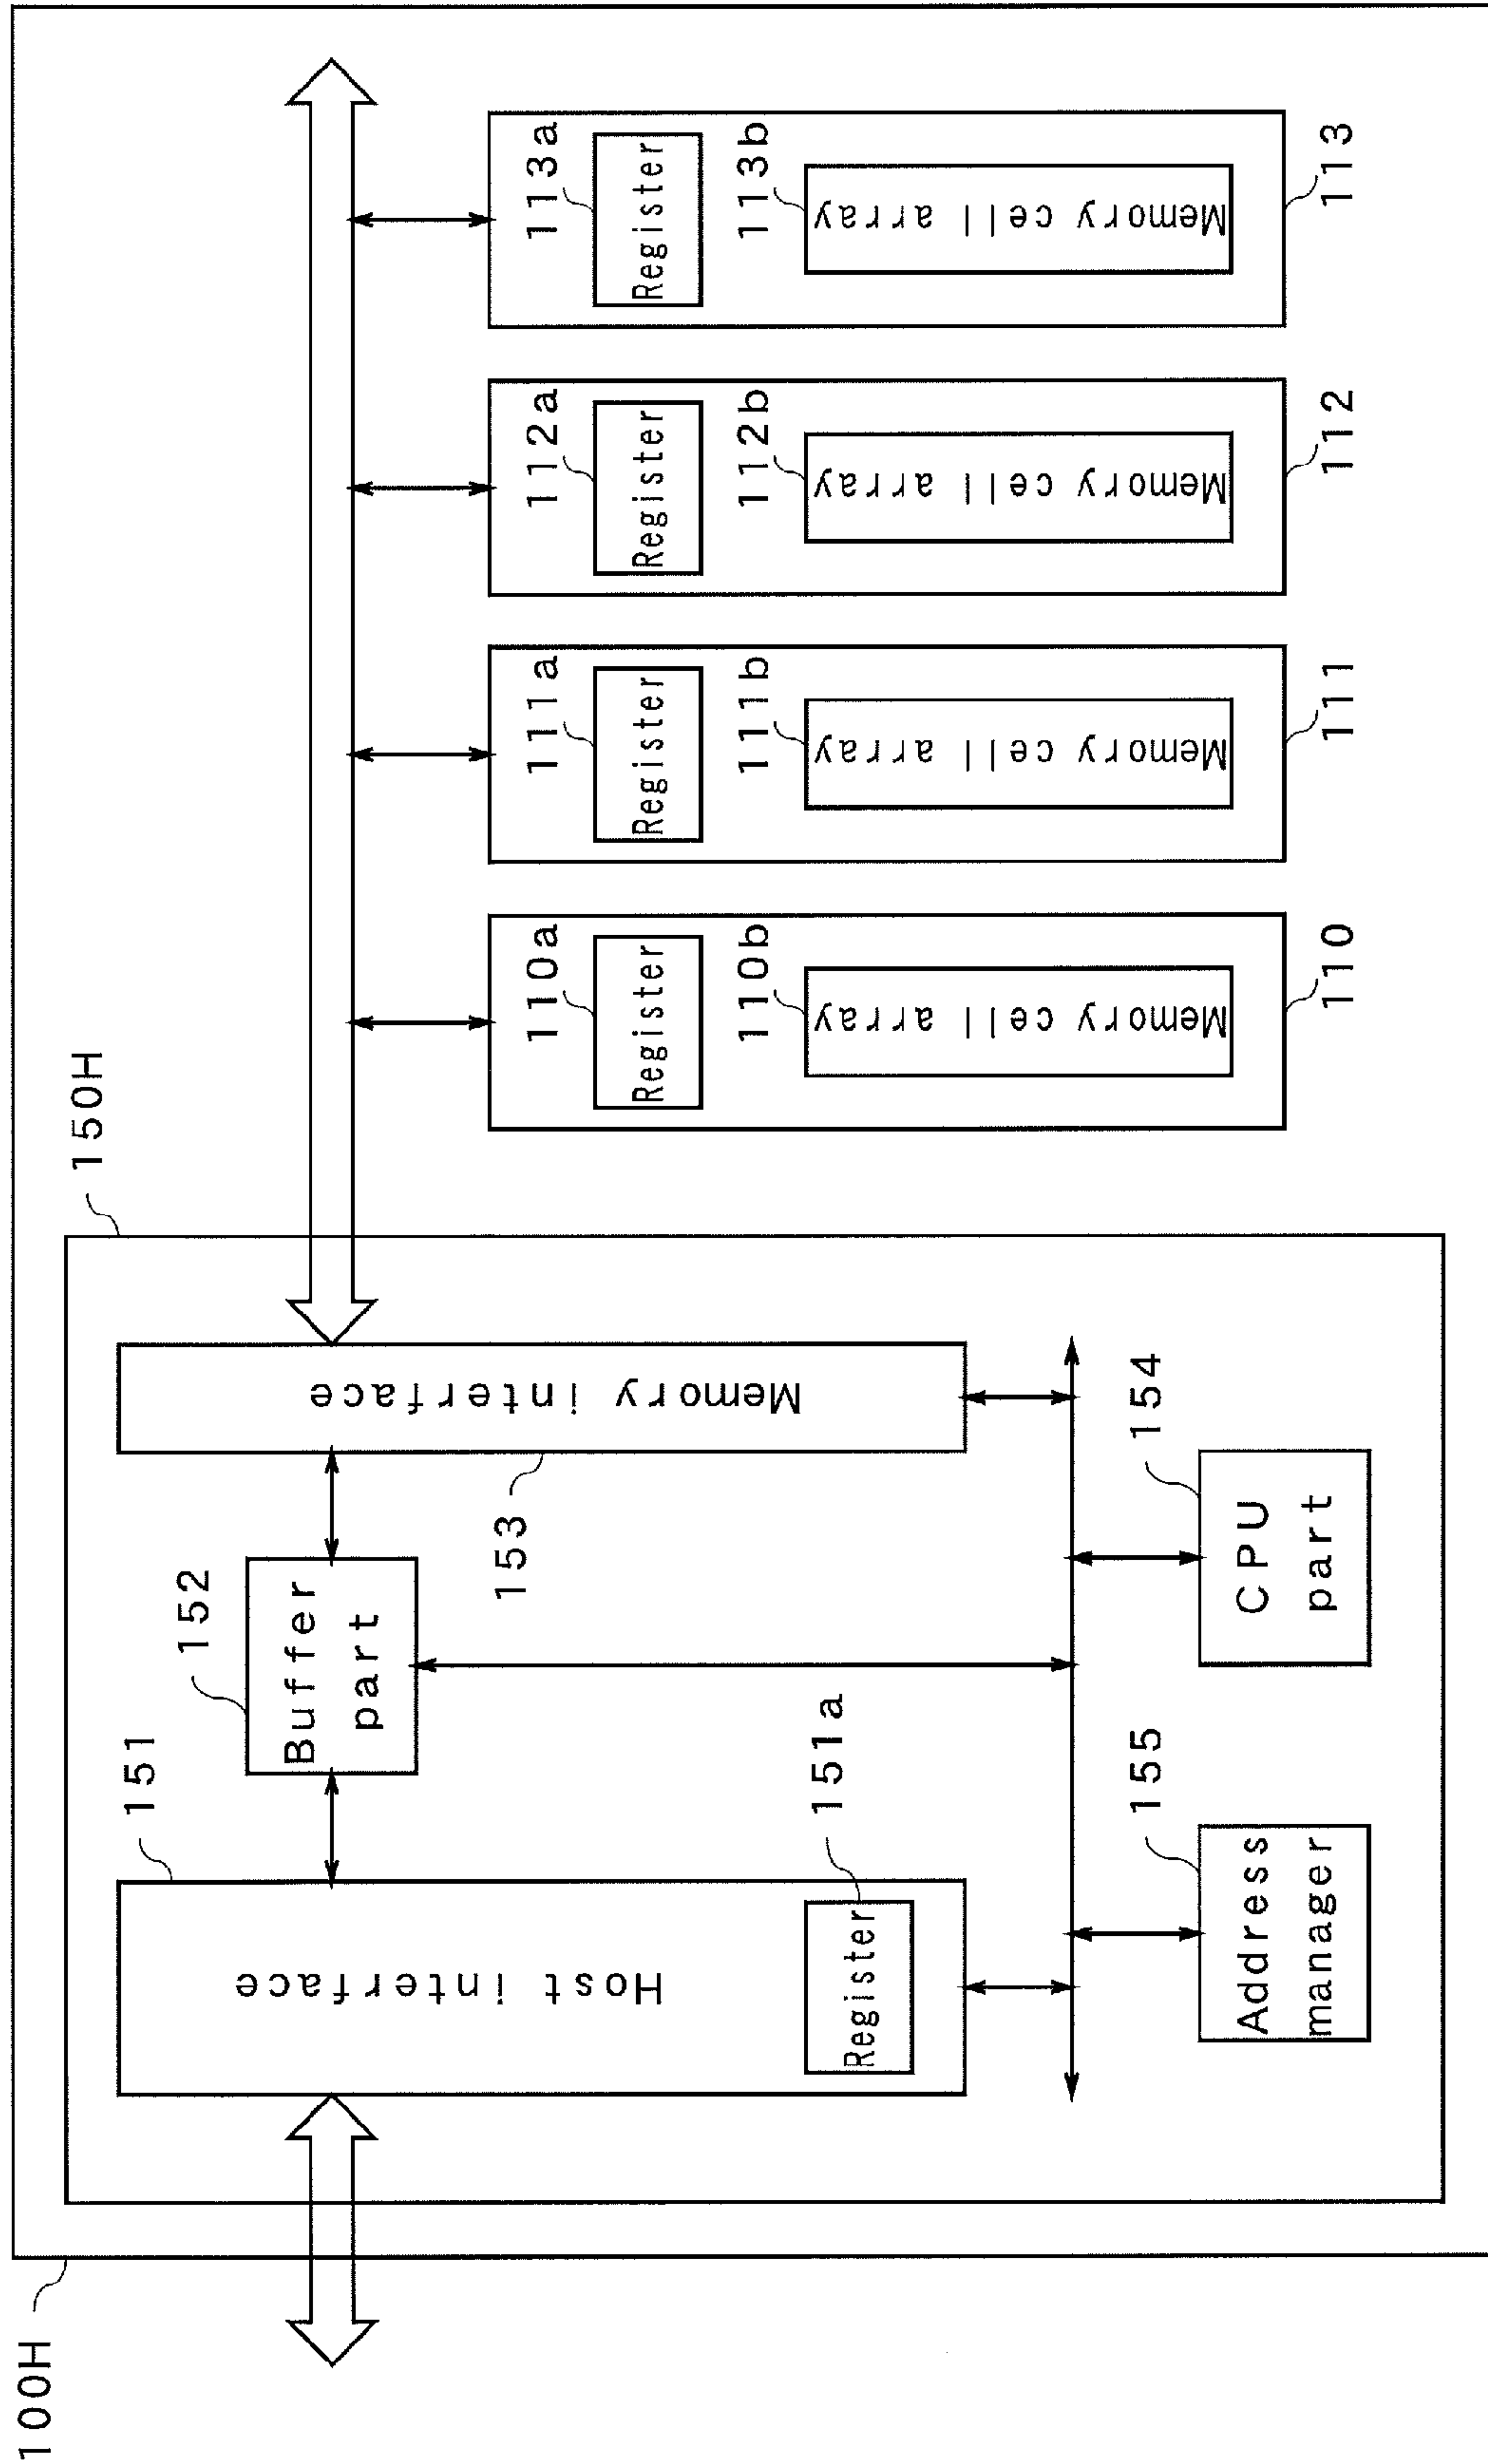 100H
150H
151
Host interface
Register
151a
152
Buffer
part
153
Memory interface
154
CPU
part
155
Address
manager
110a
Register
110b
Memory cell array
110
111a
Register
111b
Memory cell array
111
112a
Register
112b
Memory cell array
112
113a
Register
113b
Memory cell array
113